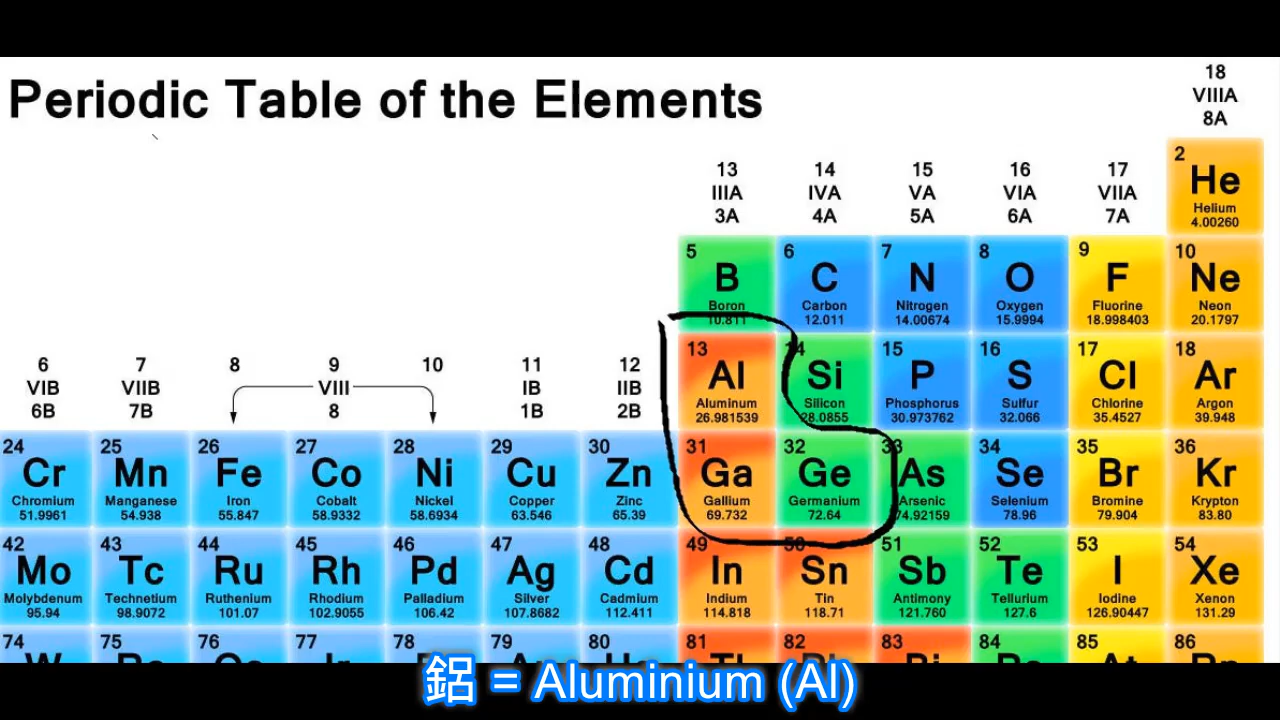 Periodic Table of the Elements
18
VIIIA
8A
2
He
Helium
4.00260
13 14 15 16 17
IIIA IVA VA VIA VIIA
3A 4A 5A 6A 7A
5 6 7 8 9 10
B C N O F Ne
Boron Carbon Nitrogen Oxygen Fluorine Neon
10.811 12.011 14.00674 15.9994 18.998403 20.1797
13 14 15 16 17 18
Al Si P S Cl Ar
Aluminum Silicon Phosphorus Sulfur Chlorine Argon
26.981539 28.0855 30.973762 32.066 35.4527 39.948
6 7 8 9 10 11 12
VIB VIIB VIII IB IIB
6B 7B 8 1B 2B
24 25 26 27 28 29 30 31 32 33 34 35 36
Cr Mn Fe Co Ni Cu Zn Ga Ge As Se Br Kr
Chromium Manganese Iron Cobalt Nickel Copper Zinc Gallium Germanium Arsenic Selenium Bromine Krypton
51.9961 54.938 55.847 58.9332 58.6934 63.546 65.39 69.732 72.64 74.92159 78.96 79.904 83.80
42 43 44 45 46 47 48 49 50 51 52 53 54
Mo Tc Ru Rh Pd Ag Cd In Sn Sb Te I Xe
Molybdenum Technetium Ruthenium Rhodium Palladium Silver Cadmium Indium Tin Antimony Tellurium Iodine Xenon
95.94 98.9072 101.07 102.9055 106.42 107.8682 112.411 114.818 118.71 121.760 127.6 126.90447 131.29
74 75 76 77 78 79 80 81 82 83 84 85 86
鋁 = Aluminium (Al)